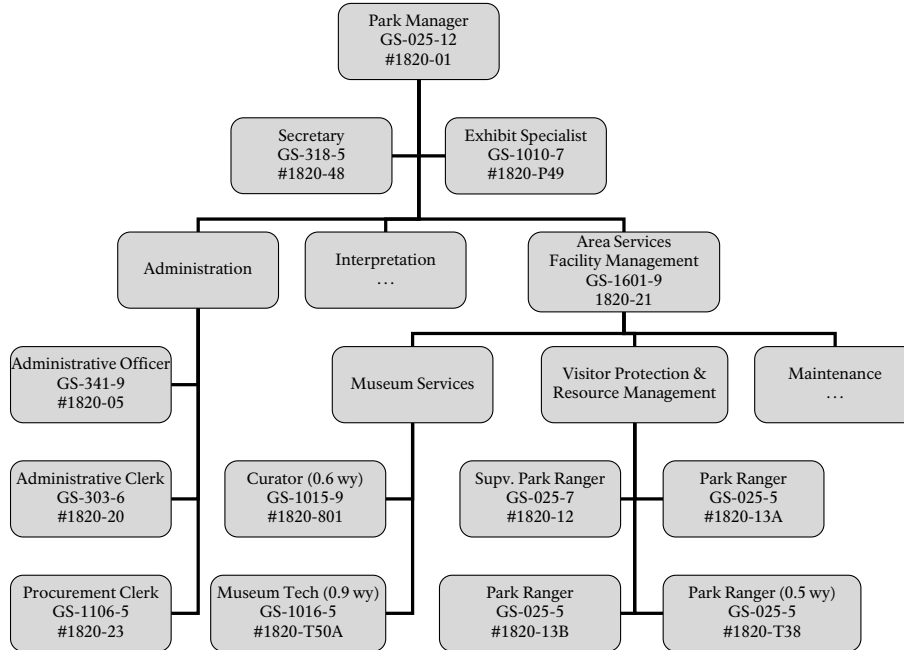 Park Manager
GS-025-12
#1820-01
Secretary
GS-318-5
#1820-48
Exhibit Specialist
GS-1010-7
#1820-P49
Administration
Interpretation
...
Area Services
Facility Management
GS-1601-9
1820-21
Administrative Officer
GS-341-9
#1820-05
Museum Services
Visitor Protection &
Resource Management
Maintenance
...
Administrative Clerk
GS-303-6
#1820-20
Curator (0.6 wy)
GS-1015-9
#1820-801
Supv. Park Ranger
GS-025-7
#1820-12
Park Ranger
GS-025-5
#1820-13A
Procurement Clerk
GS-1106-5
#1820-23
Museum Tech (0.9 wy)
GS-1016-5
#1820-T50A
Park Ranger
GS-025-5
#1820-13B
Park Ranger (0.5 wy)
GS-025-5
#1820-T38